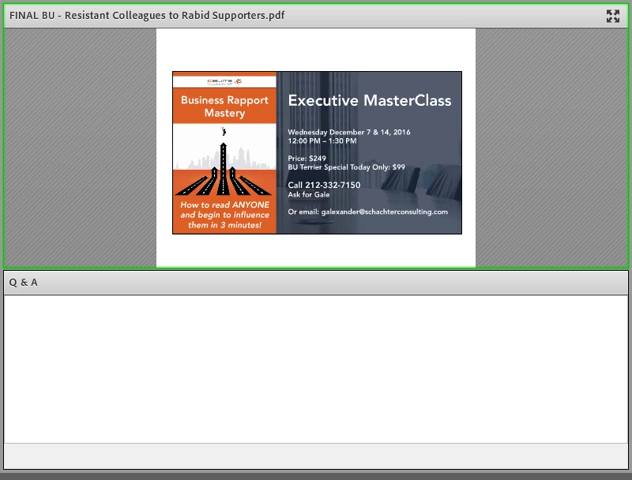 FINAL BU - Resistant Colleagues to Rabid Supporters.pdf
Business Rapport
Mastery
How to read ANYONE
and begin to influence
them in 3 minutes!
Executive MasterClass
Wednesday December 7 & 14, 2016
12:00 PM – 1:30 PM
Price: $249
BU Terrier Special Today Only: $99
Call 212-332-7150
Ask for Gale
Or email: galexander@schachterconsulting.com
Q & A